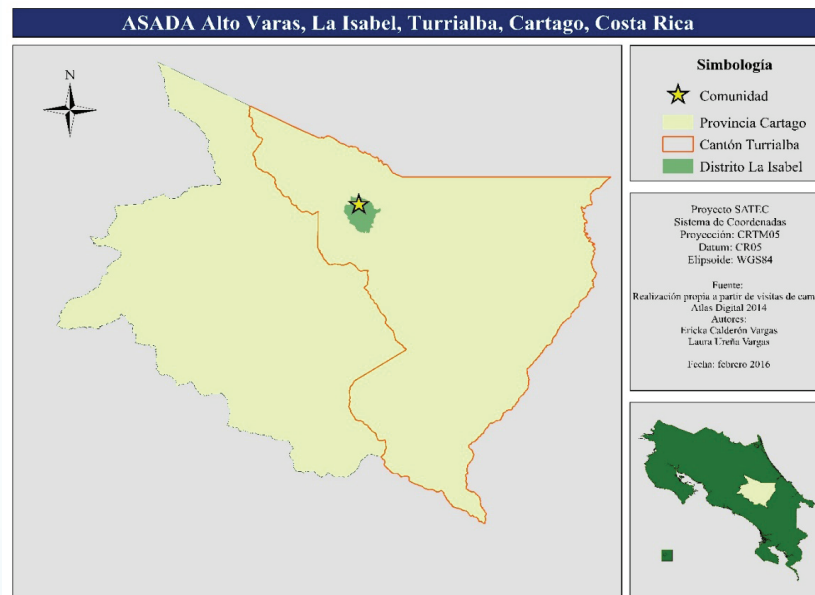 ASADA Alto Varas, La Isabel, Turrialba, Cartago, Costa Rica
N
Simbología
Comunidad
Província Cartago
Cantón Turrialba
Distrito La Isabel
Proyecto SATEC
Sistema de Coordenadas
Proyección: CRTM05
Datum: CR05
Elipsoide: WGS84
Fuente:
Realización propia a partir de visitas de cam
Atlas Digital 2014
Autores:
Ericka Calderón Vargas
Laura Ureña Vargas
Fecha: febrero 2016